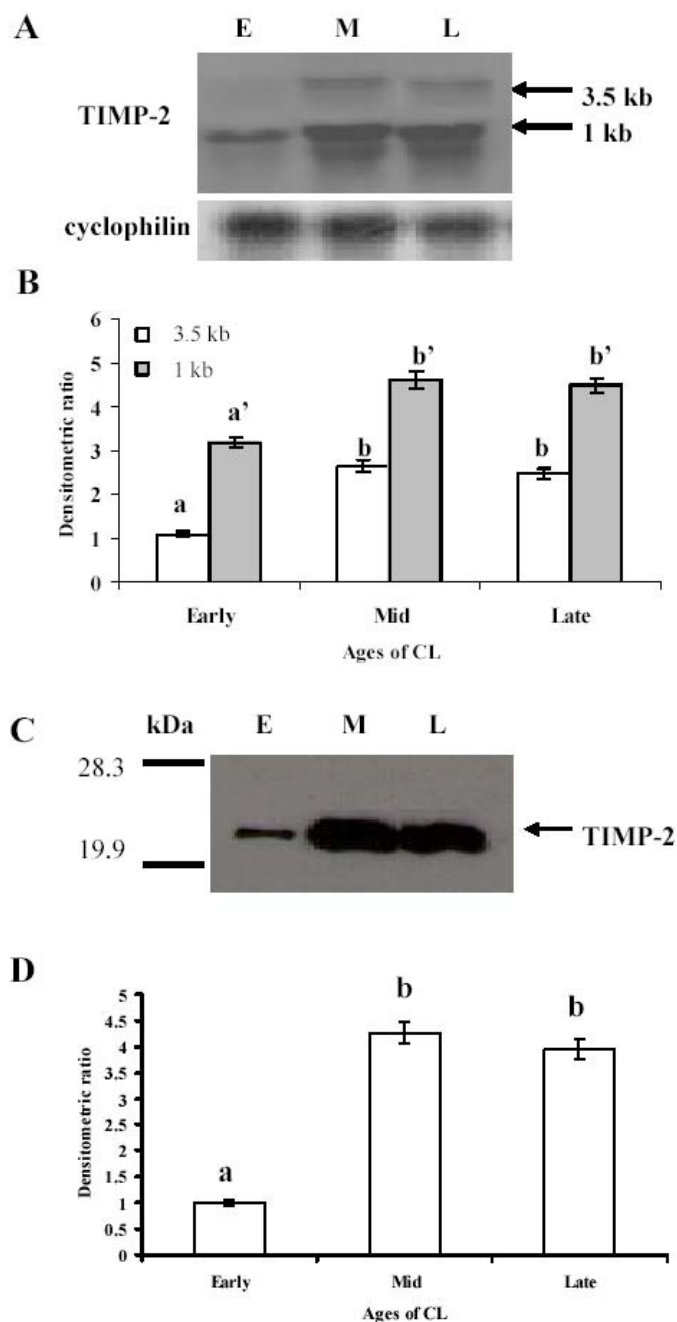 A
E M L
TIMP-2
3.5 kb
1 kb
cyclophilin
B
6
5
4
3
2
1
0
Densitometric ratio
3.5 kb
1 kb
a
a’
b
b’
b
b’
Early Mid Late
Ages of CL
C
kDa E M L
28.3
19.9
TIMP-2
D
5
4.5
4
3.5
3
2.5
2
1.5
1
0.5
0
Densitometric ratio
a
b
b
Early Mid Late
Ages of CL